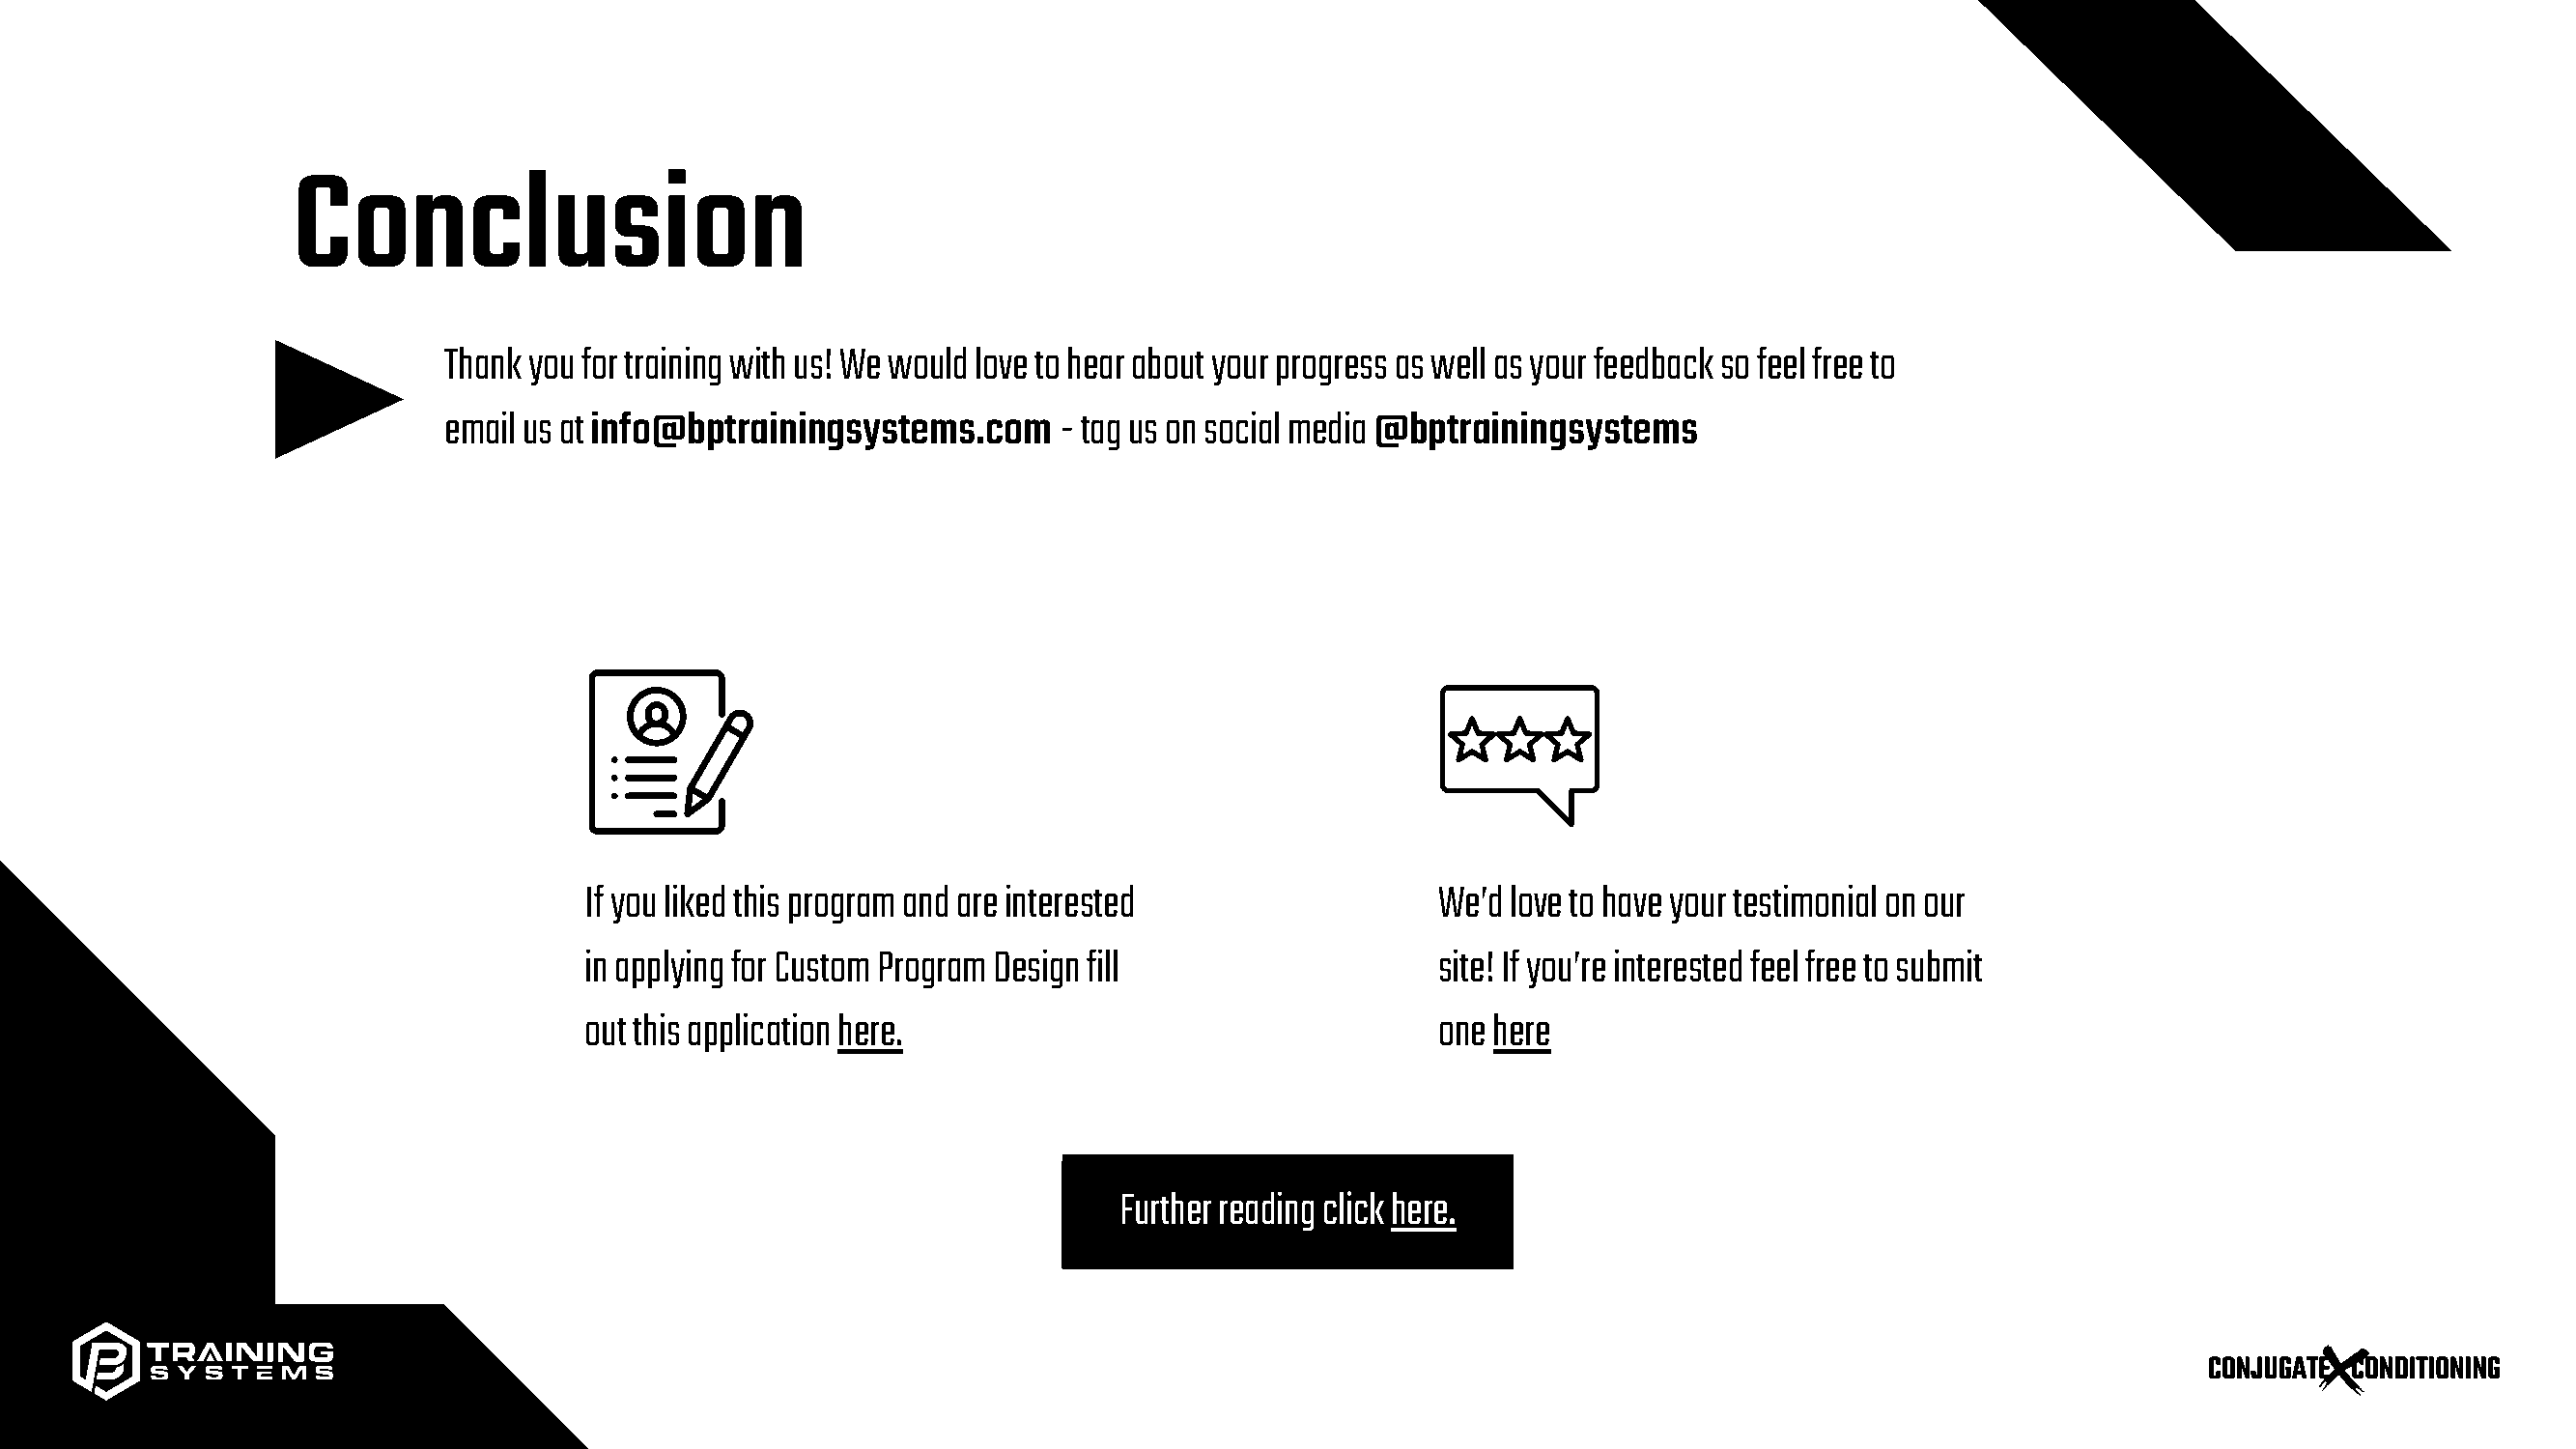 Conclusion
Thank you for training with us! We would love to hear about your progress as well as your feedback so feel free to
email us at info@bptrainingsystems.com - tag us on social media @bptrainingsystems
If you liked this program and are interested
in applying for Custom Program Design fill
out this application here.
We'd love to have your testimonial on our
site! If you're interested feel free to submit
one here
Further reading click here.
TRAINING
SYSTEMS
CONJUGATE X CONDITIONING